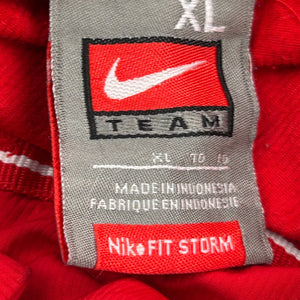 XL
TEAM
XL
MADE IN INDONESIA
FABRIQUE EN INDONESIE
Nike FIT STORM